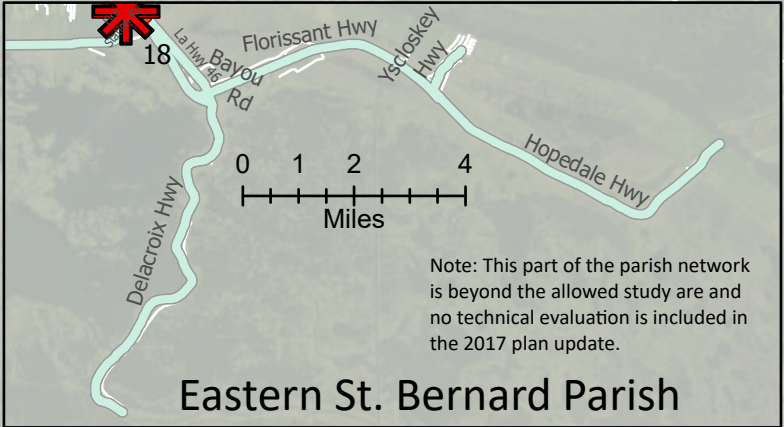 18
La Hwy 46
Bayou
Rd
Florissant Hwy
Yscloskey
Hwy
Hopedale Hwy
Delacroix Hwy
0 1 2 4
Miles
Note: This part of the parish network
is beyond the allowed study are and
no technical evaluation is included in
the 2017 plan update.
Eastern St. Bernard Parish